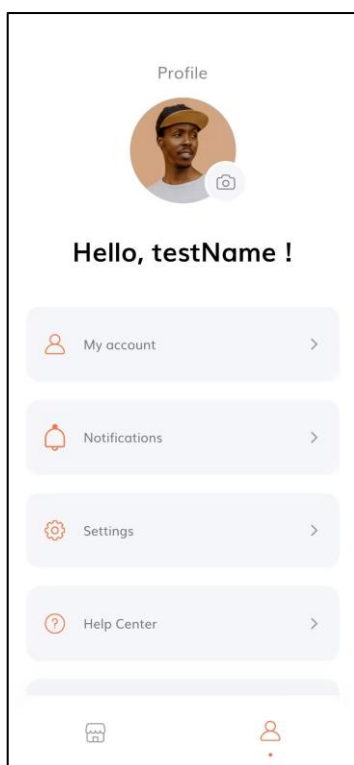 Profile
Hello, testName !
My account
Notifications
Settings
Help Center